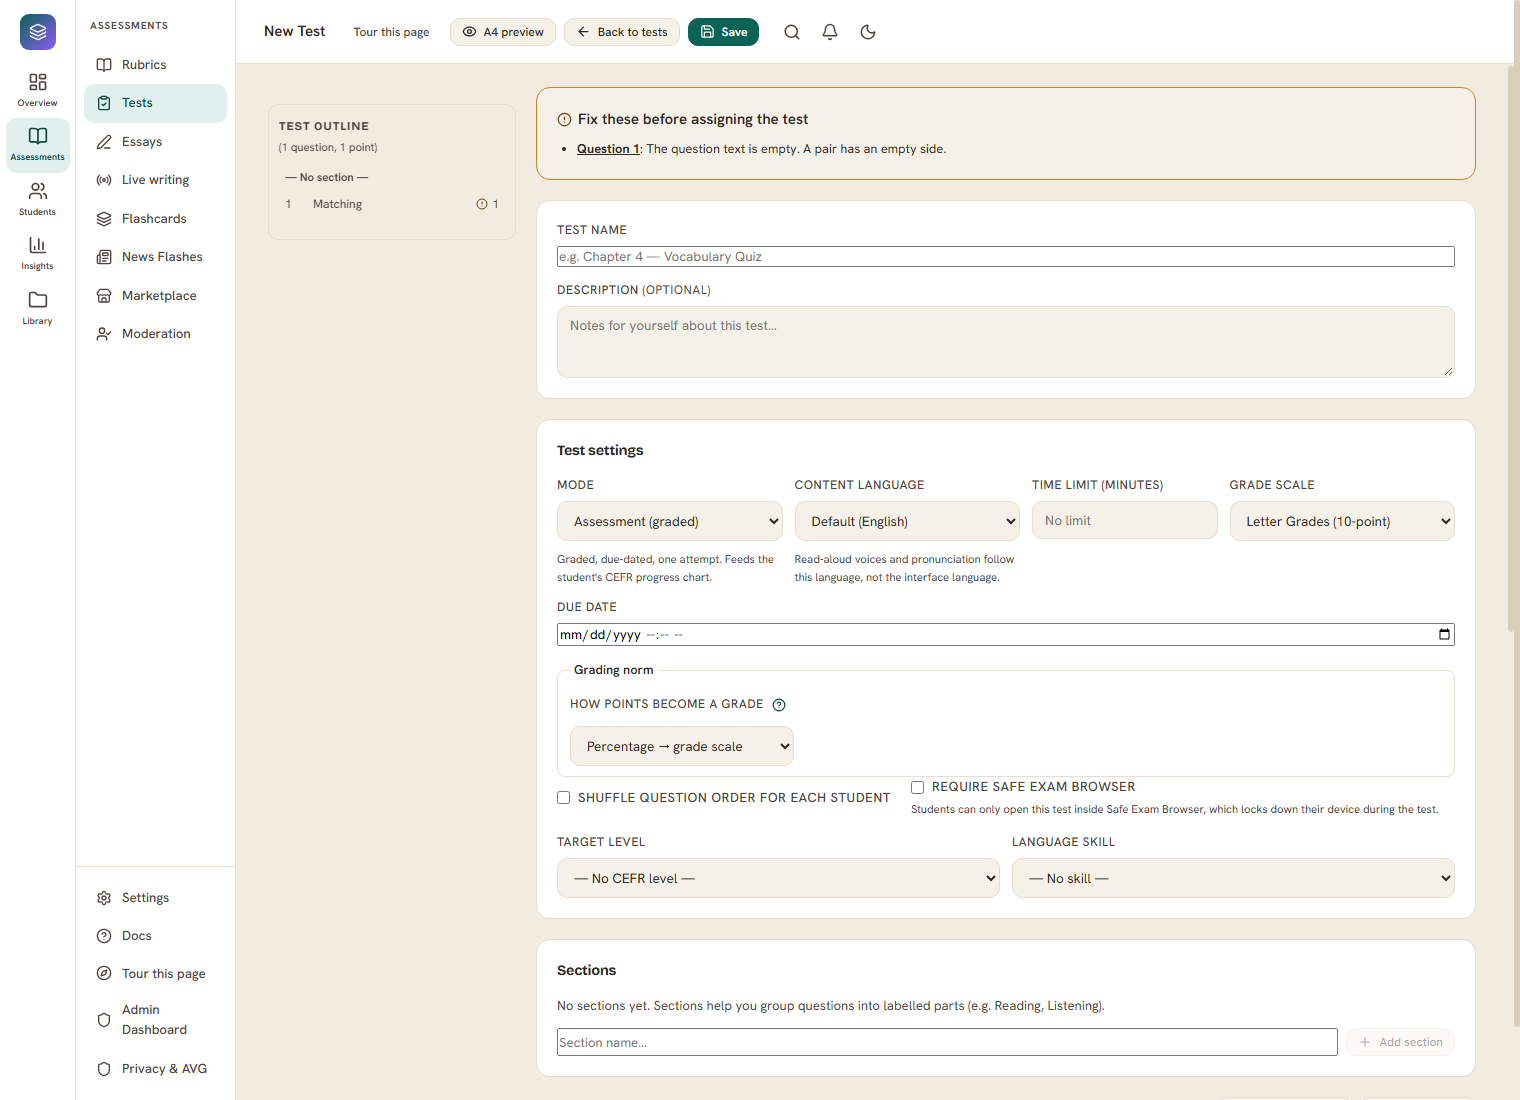 Overview
Assessments
Students
Insights
Library
ASSESSMENTS
Rubrics
Tests
Essays
Live writing
Flashcards
News Flashes
Marketplace
Moderation
Settings
Docs
Tour this page
Admin
Dashboard
Privacy & AVG
New Test
Tour this page
A4 preview
Back to tests
Save
TEST OUTLINE
(1 question, 1 point)
— No section —
1 Matching 1
Fix these before assigning the test
• Question 1: The question text is empty. A pair has an empty side.
TEST NAME
e.g. Chapter 4 — Vocabulary Quiz
DESCRIPTION (OPTIONAL)
Notes for yourself about this test...
Test settings
MODE
Assessment (graded)
Graded, due-dated, one attempt. Feeds the
student's CEFR progress chart.
CONTENT LANGUAGE
Default (English)
Read-aloud voices and pronunciation follow
this language, not the interface language.
TIME LIMIT (MINUTES)
No limit
GRADE SCALE
Letter Grades (10-point)
DUE DATE
mm/dd/yyyy --:-- --
Grading norm
HOW POINTS BECOME A GRADE
Percentage → grade scale
SHUFFLE QUESTION ORDER FOR EACH STUDENT
REQUIRE SAFE EXAM BROWSER
Students can only open this test inside Safe Exam Browser, which locks down their device during the test.
TARGET LEVEL
— No CEFR level —
LANGUAGE SKILL
— No skill —
Sections
No sections yet. Sections help you group questions into labelled parts (e.g. Reading, Listening).
Section name...
+ Add section